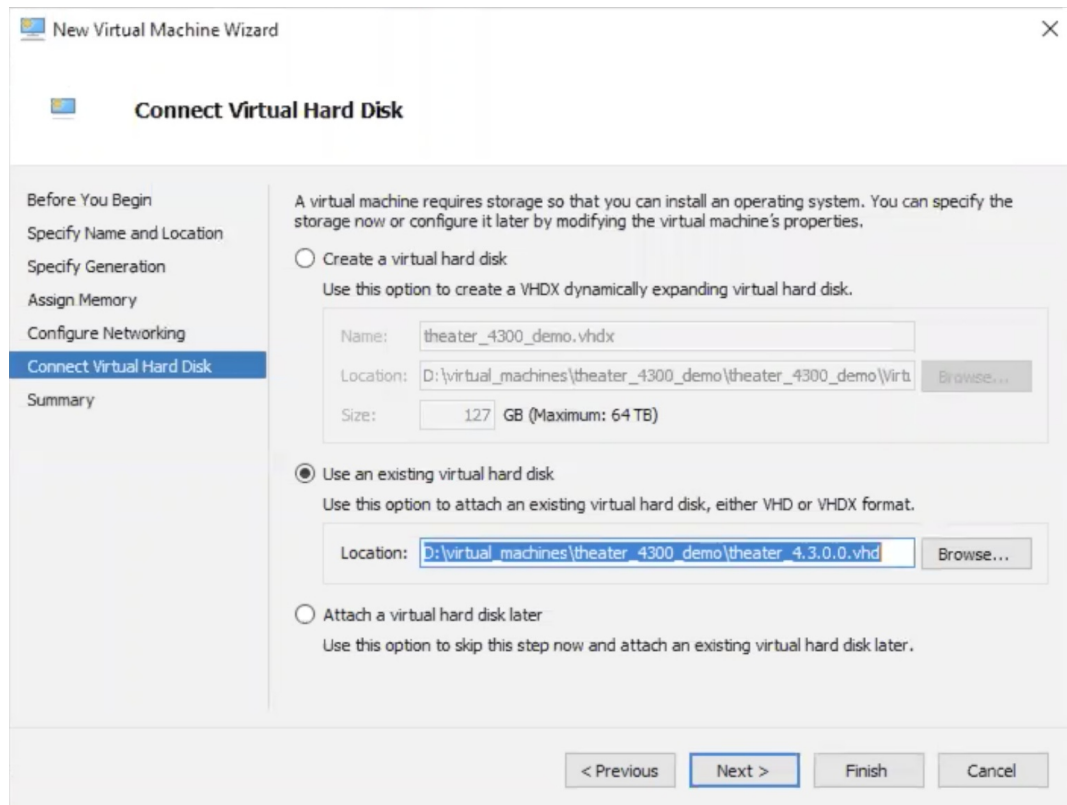 New Virtual Machine Wizard
Connect Virtual Hard Disk
Before You Begin
Specify Name and Location
Specify Generation
Assign Memory
Configure Networking
Connect Virtual Hard Disk
Summary
A virtual machine requires storage so that you can install an operating system. You can specify the
storage now or configure it later by modifying the virtual machine's properties.
Create a virtual hard disk
Use this option to create a VHDX dynamically expanding virtual hard disk.
Name: theater_4300_demo.vhdx
Location: D:\virtual_machines\theater_4300_demo\theater_4300_demo\Virtu Browse...
Size: 127 GB (Maximum: 64 TB)
Use an existing virtual hard disk
Use this option to attach an existing virtual hard disk, either VHD or VHDX format.
Location: D:\virtual_machines\theater_4300_demo\theater_4.3.0.0.vhd Browse...
Attach a virtual hard disk later
Use this option to skip this step now and attach an existing virtual hard disk later.
< Previous Next > Finish Cancel